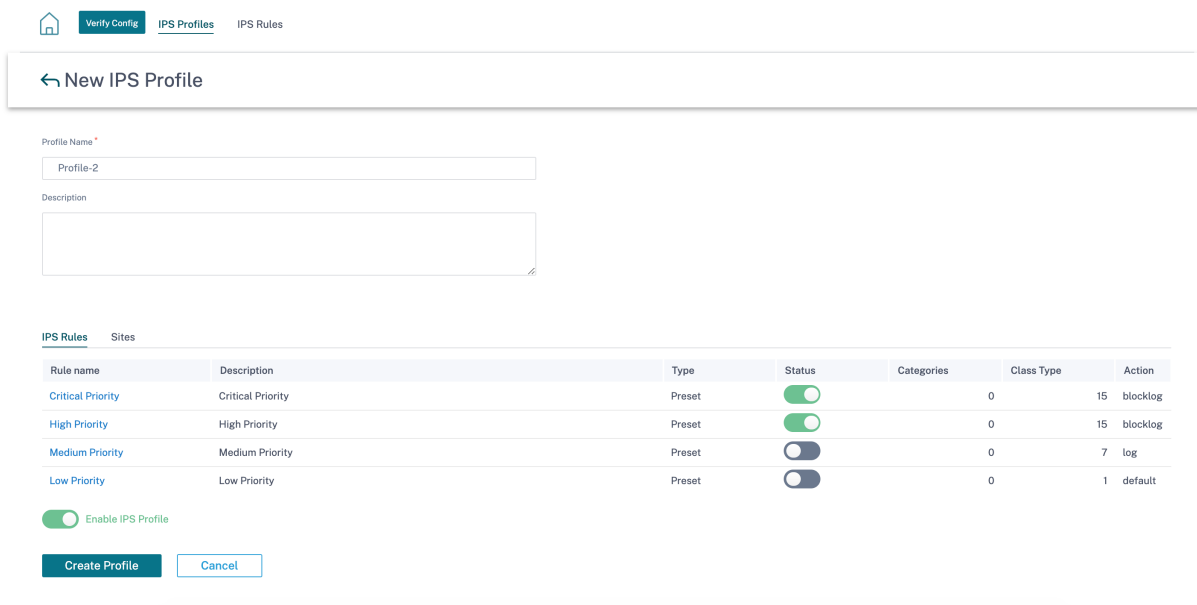 Verify Config IPS Profiles IPS Rules
New IPS Profile
Profile Name *
Profile-2
Description
IPS Rules Sites
Rule name Description Type Status Categories Class Type Action
Critical Priority Critical Priority Preset 0 15 blocklog
High Priority High Priority Preset 0 15 blocklog
Medium Priority Medium Priority Preset 0 7 log
Low Priority Low Priority Preset 0 1 default
Enable IPS Profile
Create Profile Cancel